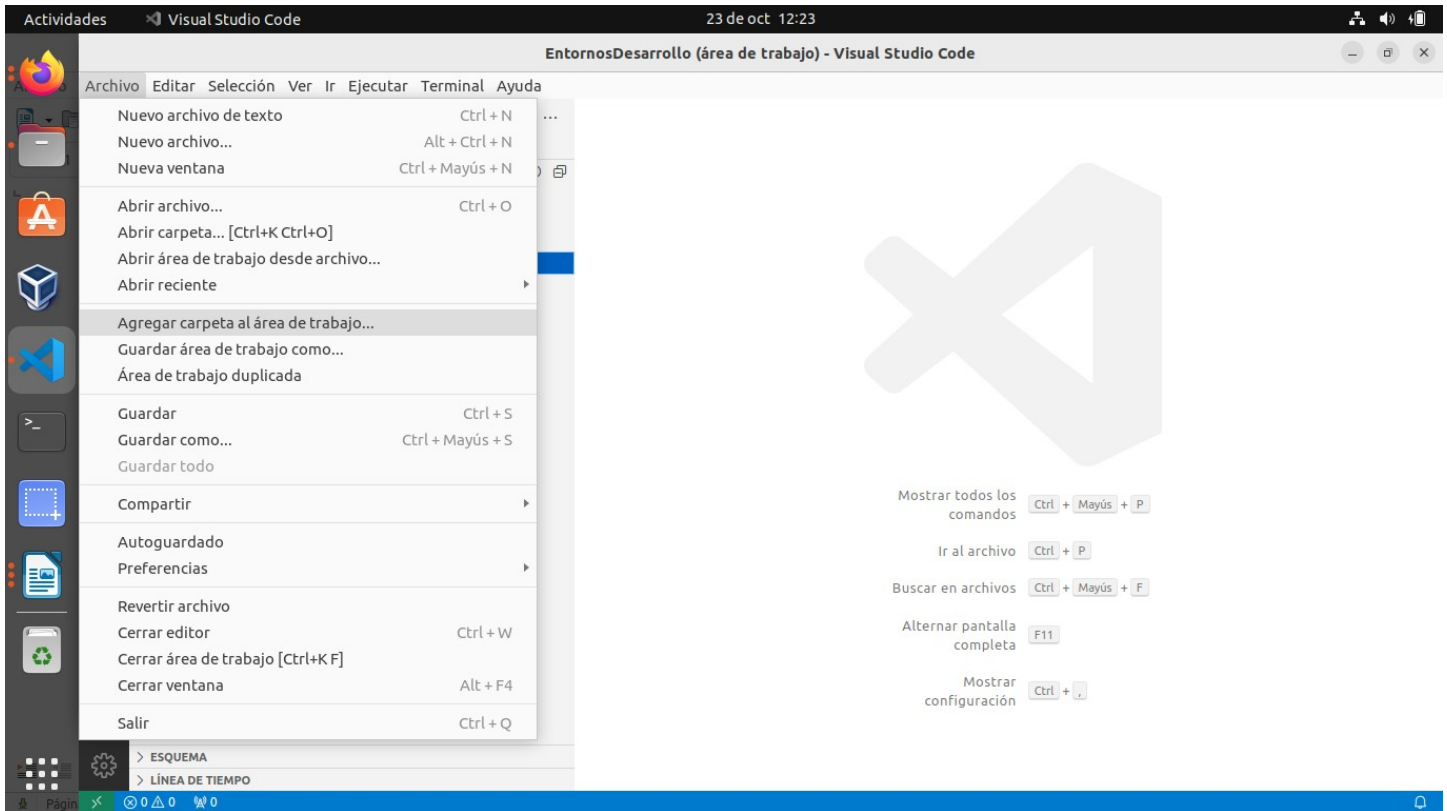 Actividades Visual Studio Code 23 de oct 12:23
EntornosDesarrollo (área de trabajo) - Visual Studio Code
Archivo Editar Selección Ver Ir Ejecutar Terminal Ayuda
Nuevo archivo de texto Ctrl + N
Nuevo archivo... Alt + Ctrl + N
Nueva ventana Ctrl + Mayús + N
Abrir archivo... Ctrl + O
Abrir carpeta... [Ctrl+K Ctrl+O]
Abrir área de trabajo desde archivo...
Abrir reciente
Agregar carpeta al área de trabajo...
Guardar área de trabajo como...
Área de trabajo duplicada
Guardar Ctrl + S
Guardar como... Ctrl + Mayús + S
Guardar todo
Compartir
Autoguardado
Preferencias
Revertir archivo
Cerrar editor Ctrl + W
Cerrar área de trabajo [Ctrl+K F]
Cerrar ventana Alt + F4
Salir Ctrl + Q
Mostrar todos los
comandos Ctrl + Mayús + P
Ir al archivo Ctrl + P
Buscar en archivos Ctrl + Mayús + F
Alternar pantalla
completa F11
Mostrar
configuración Ctrl + ,
ESQUEMA
LÍNEA DE TIEMPO
Págin 0 0 0